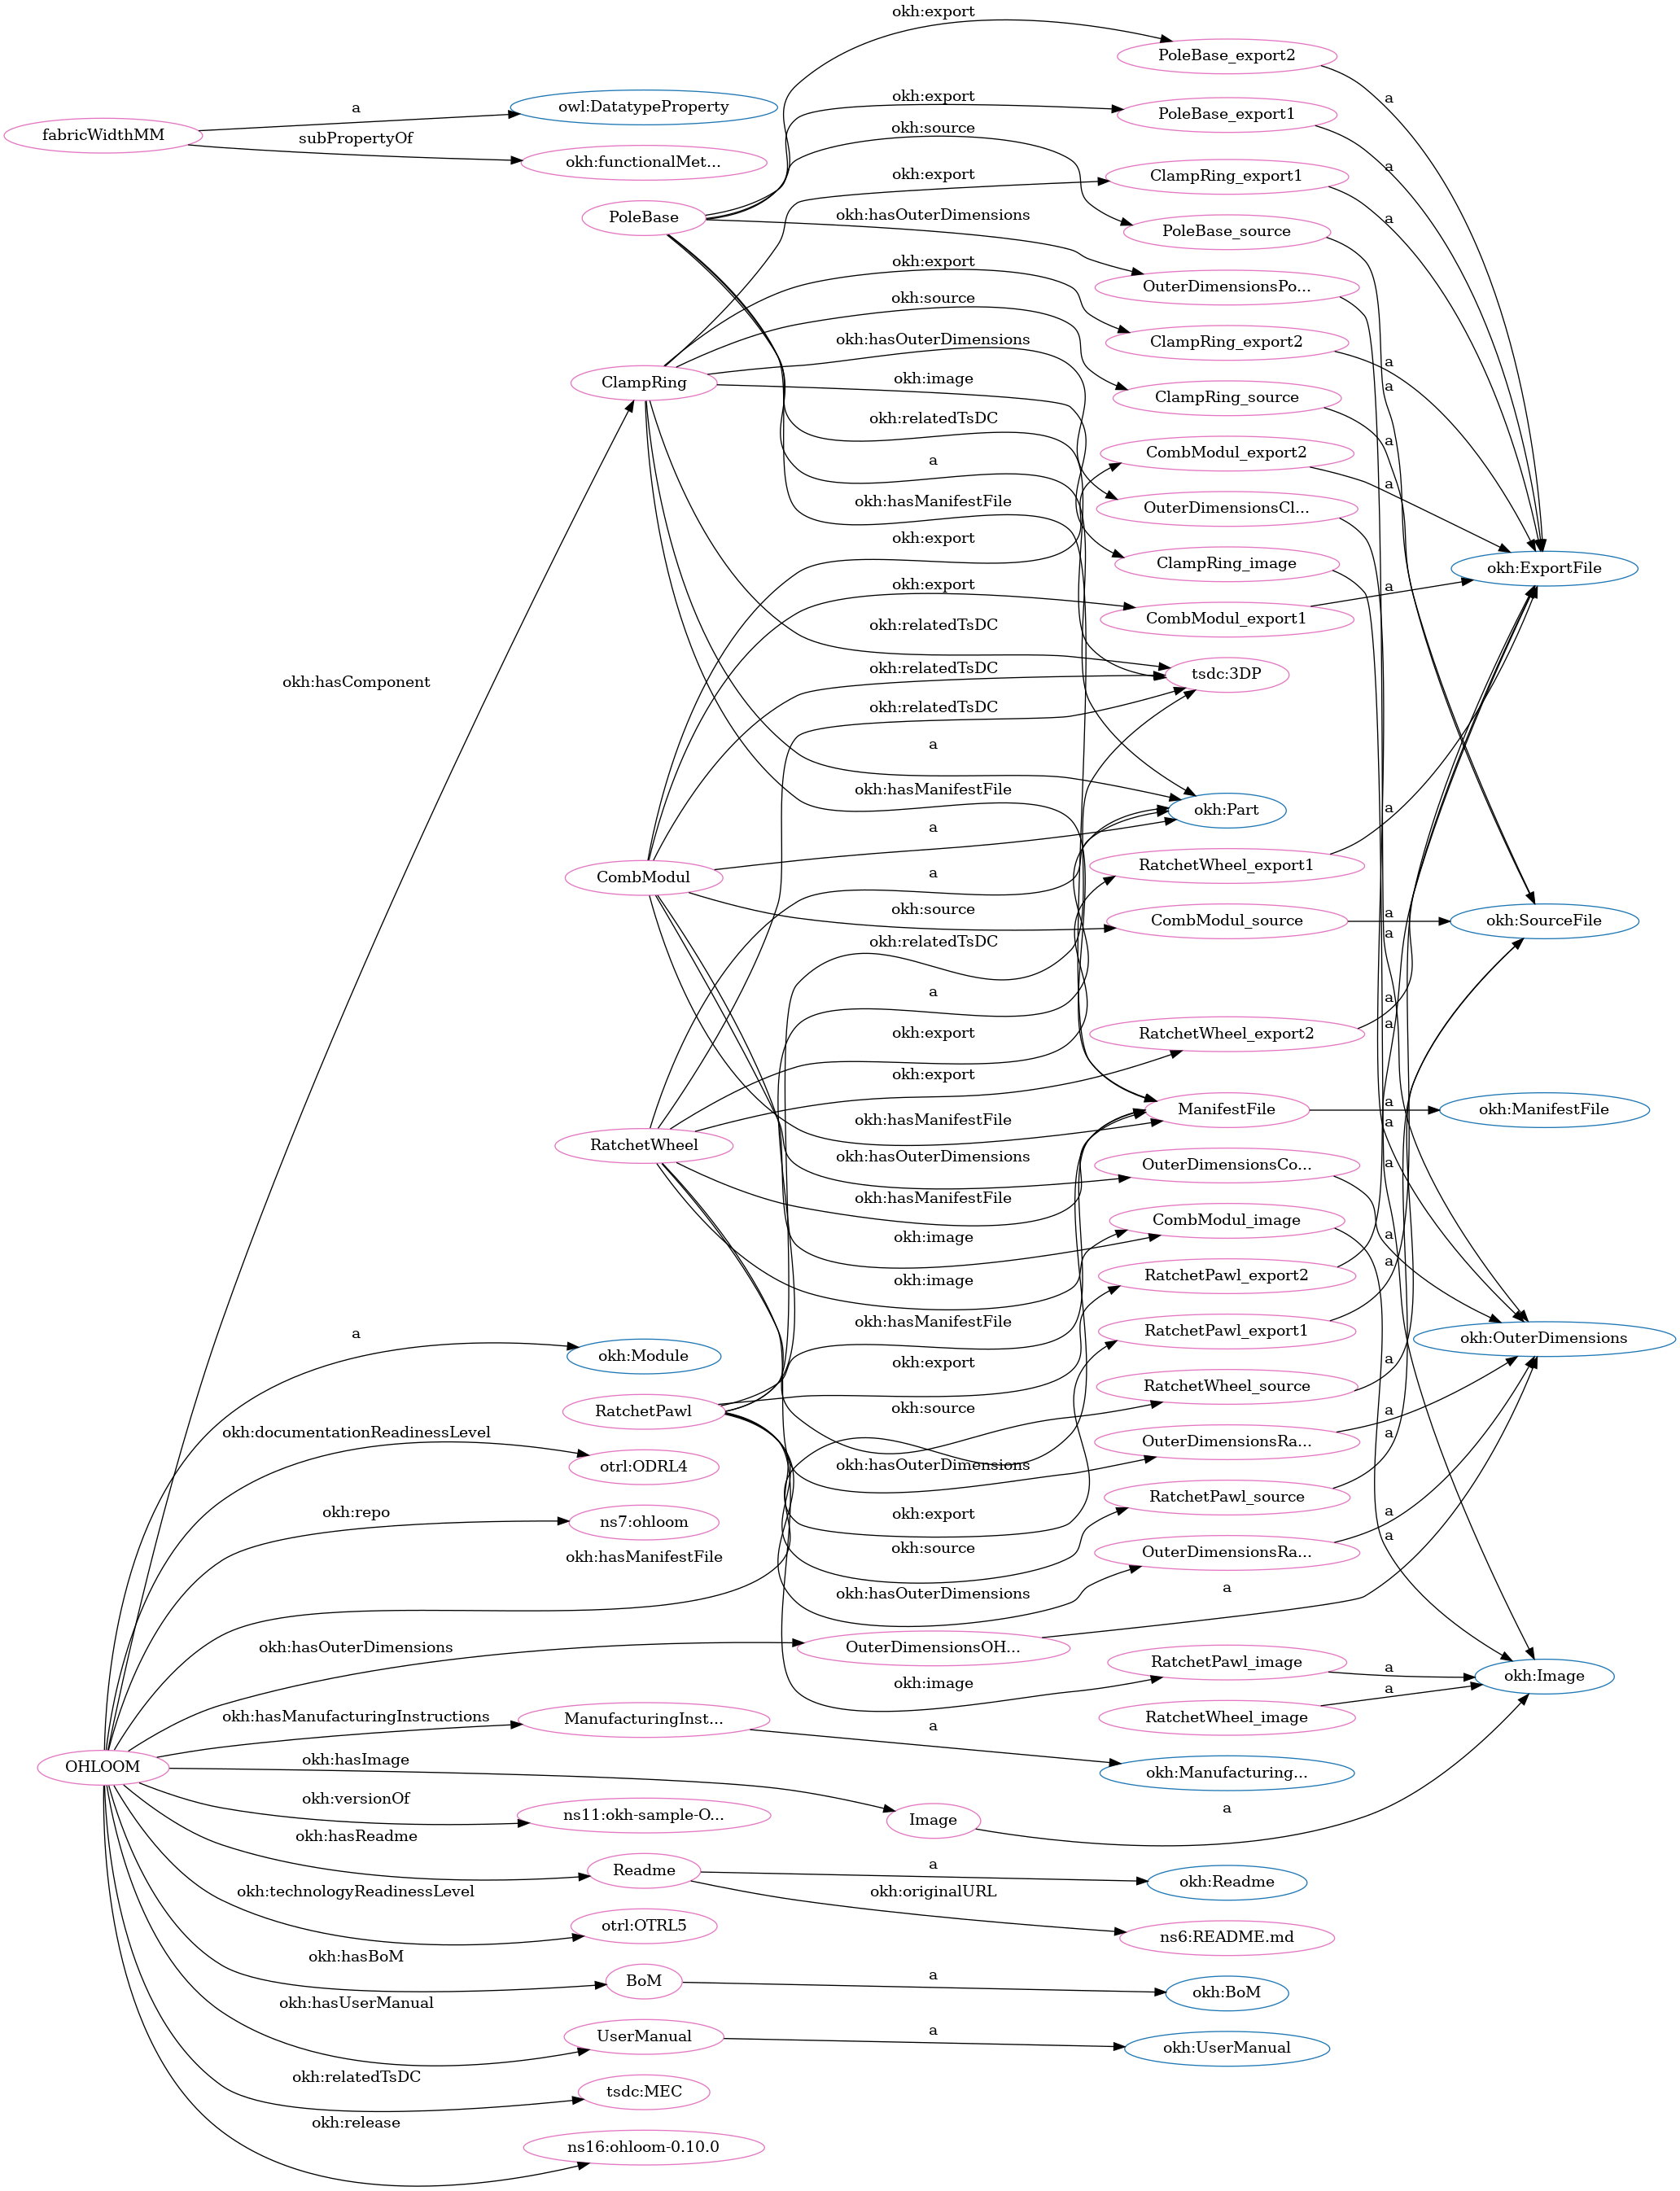 okh:export
PoleBase_export2
a
owl:DatatypeProperty
a
fabricWidthMM
subPropertyOf
okh:functionalMet...
okh:export
PoleBase_export1
a
okh:source
okh:export
ClampRing_export1
a
PoleBase
okh:hasOuterDimensions
PoleBase_source
okh:export
OuterDimensionsPo...
okh:source
okh:hasOuterDimensions
ClampRing_export2
a
ClampRing
okh:image
ClampRing_source
a
okh:relatedTsDC
a
CombModul_export2
a
okh:hasManifestFile
OuterDimensionsCl...
okh:export
ClampRing_image
okh:ExportFile
okh:export
a
CombModul_export1
okh:relatedTsDC
okh:relatedTsDC
tsdc:3DP
okh:hasComponent
okh:relatedTsDC
a
okh:hasManifestFile
okh:Part
a
a
RatchetWheel_export1
CombModul
a
okh:source
CombModul_source
a
okh:SourceFile
okh:relatedTsDC
a
a
a
okh:export
RatchetWheel_export2
a
okh:export
ManifestFile
a
okh:ManifestFile
okh:hasManifestFile
a
RatchetWheel
okh:hasOuterDimensions
OuterDimensionsCo...
a
okh:hasManifestFile
CombModul_image
okh:image
a
okh:image
RatchetPawl_export2
a
okh:hasManifestFile
RatchetPawl_export1
okh:OuterDimensions
a
okh:Module
okh:export
a
RatchetWheel_source
okh:source
RatchetPawl
a
okh:documentationReadinessLevel
a
OuterDimensionsRa...
otrl:ODRL4
okh:hasOuterDimensions
RatchetPawl_source
okh:repo
ns7:ohloom
okh:export
a
a
okh:hasManifestFile
okh:source
OuterDimensionsRa...
okh:hasOuterDimensions
a
okh:hasOuterDimensions
OuterDimensionsOH...
RatchetPawl_image
a
okh:Image
okh:image
a
okh:hasManufacturingInstructions
ManufacturingInst...
RatchetWheel_image
a
OHLOOM
okh:hasImage
okh:Manufacturing...
okh:versionOf
ns11:okh-sample-O...
Image
a
okh:hasReadme
Readme
a
okh:Readme
okh:technologyReadinessLevel
okh:originalURL
otrl:OTRL5
ns6:README.md
okh:hasBoM
BoM
a
okh:BoM
okh:hasUserManual
UserManual
a
okh:UserManual
okh:relatedTsDC
tsdc:MEC
okh:release
ns16:ohloom-0.10.0